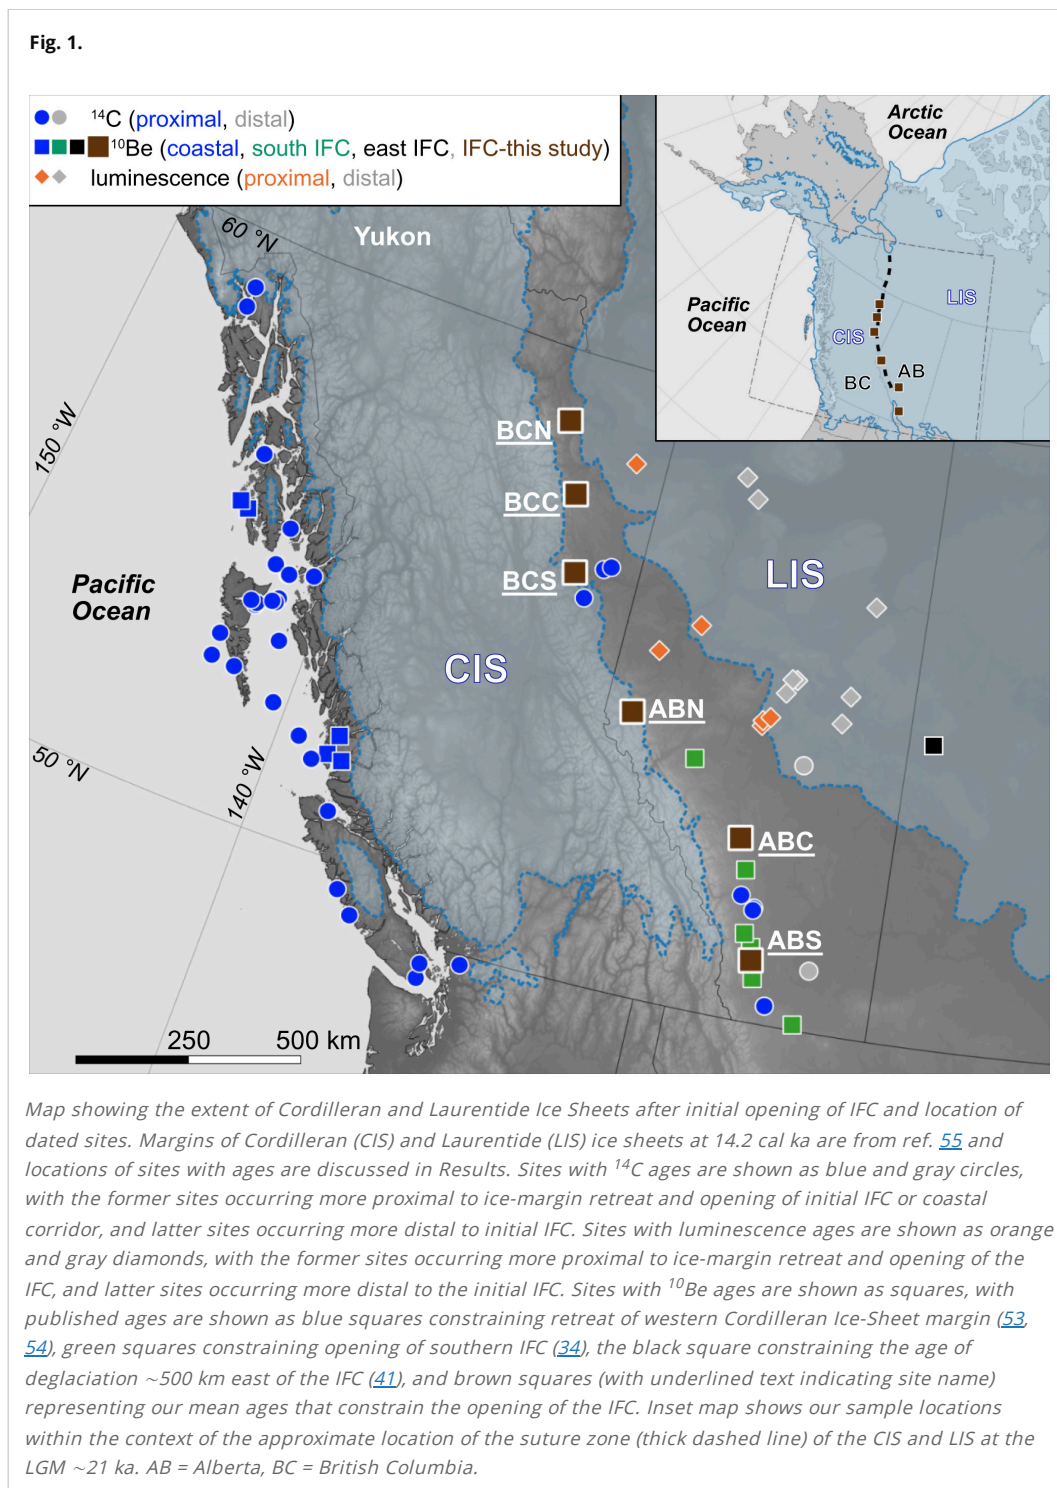 Fig. 1.
14C (proximal, distal)
10Be (coastal, south IFC, east IFC, IFC-this study)
luminescence (proximal, distal)
Arctic
Ocean
Pacific
Ocean
LIS
CIS
BC
AB
60 °N
Yukon
150 °W
BCN
BCC
BCS
Pacific
Ocean
LIS
CIS
ABN
50 °N
140 °W
ABC
ABS
250
500 km
Map showing the extent of Cordilleran and Laurentide Ice Sheets after initial opening of IFC and location of
dated sites. Margins of Cordilleran (CIS) and Laurentide (LIS) ice sheets at 14.2 cal ka are from ref. 55 and
locations of sites with ages are discussed in Results. Sites with 14C ages are shown as blue and gray circles,
with the former sites occurring more proximal to ice-margin retreat and opening of initial IFC or coastal
corridor, and latter sites occurring more distal to initial IFC. Sites with luminescence ages are shown as orange
and gray diamonds, with the former sites occurring more proximal to ice-margin retreat and opening of the
IFC, and latter sites occurring more distal to the initial IFC. Sites with 10Be ages are shown as squares, with
published ages are shown as blue squares constraining retreat of western Cordilleran Ice-Sheet margin (53,
54), green squares constraining opening of southern IFC (34), the black square constraining the age of
deglaciation ~500 km east of the IFC (41), and brown squares (with underlined text indicating site name)
representing our mean ages that constrain the opening of the IFC. Inset map shows our sample locations
within the context of the approximate location of the suture zone (thick dashed line) of the CIS and LIS at the
LGM ~21 ka. AB = Alberta, BC = British Columbia.